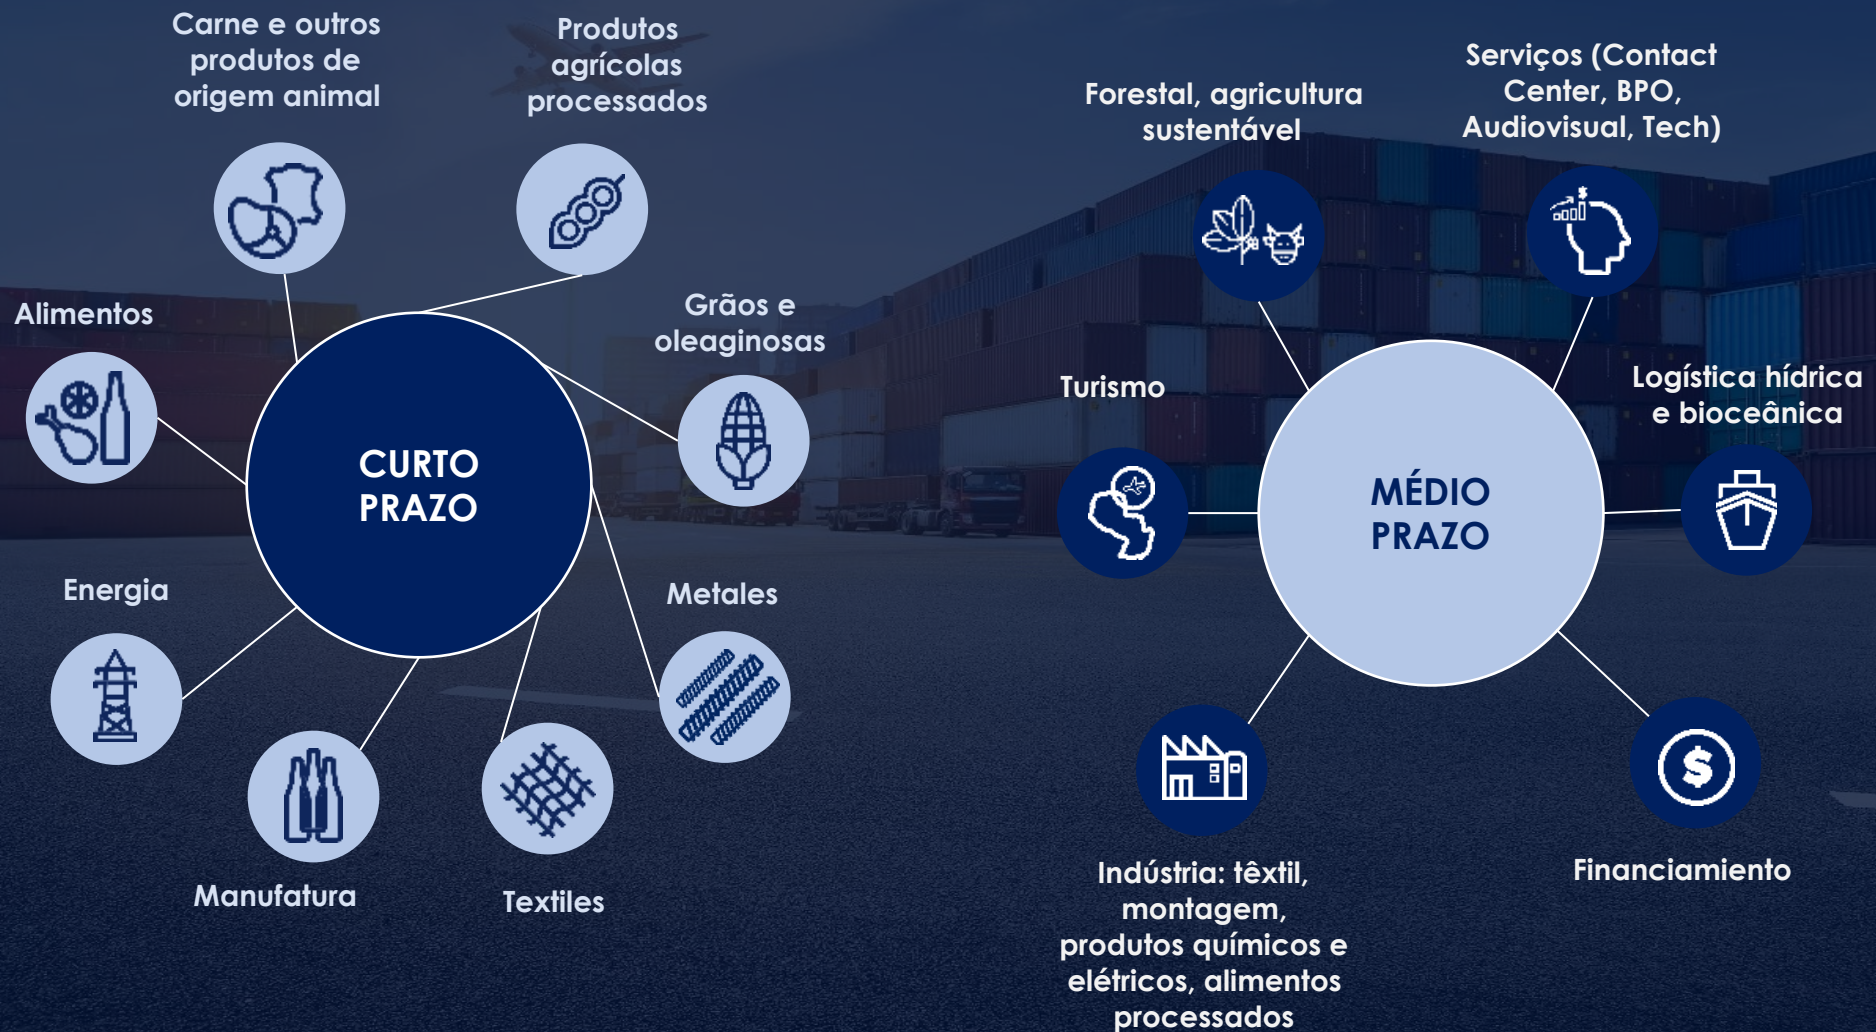 Carne e outros
produtos de
origem animal
Produtos
agrícolas
processados
Alimentos
Grãos e
oleaginosas
CURTO
PRAZO
Energia
Metales
Manufatura
Textiles
Forestal, agricultura
sustentável
Serviços (Contact
Center, BPO,
Audiovisual, Tech)
Turismo
Logística hídrica
e bioceânica
MÉDIO
PRAZO
Indústria: têxtil,
montagem,
produtos químicos e
elétricos, alimentos
processados
Financiamiento